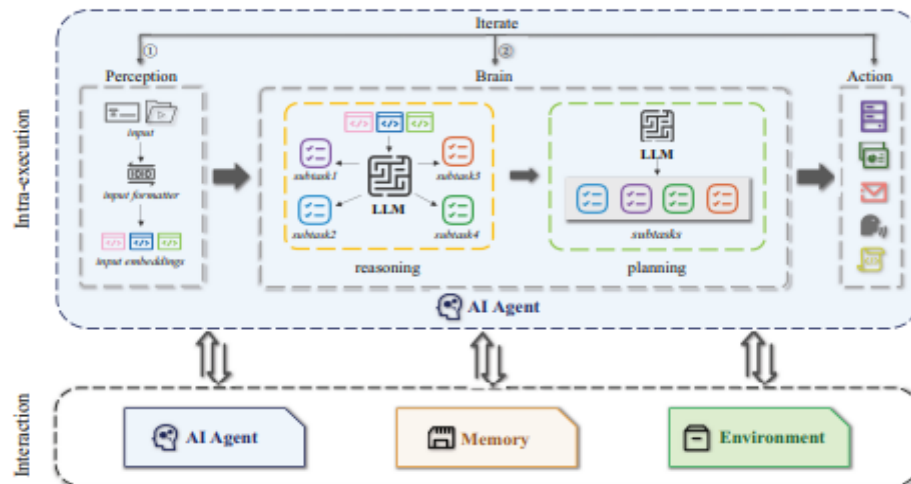 Iterate
①
②
Perception
Brain
Action
Intra-execution
input
input formatter
input embeddings
subtask1
subtask3
LLM
subtask2
subtask4
reasoning
LLM
subtasks
planning
AI Agent
Interaction
AI Agent
Memory
Environment